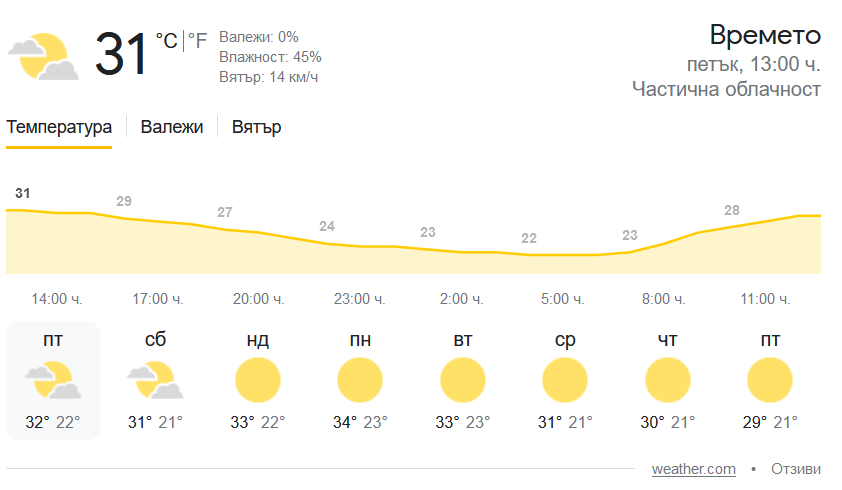 31 °C | °F
Валежи: 0%
Влажност: 45%
Вятър: 14 км/ч
Времето
петък, 13:00 ч.
Частична облачност
Температура | Валежи | Вятър
31 29 27 24 23 22 23 28
14:00 ч. 17:00 ч. 20:00 ч. 23:00 ч. 2:00 ч. 5:00 ч. 8:00 ч. 11:00 ч.
пт сб нд пн вт ср чт пт
32° 22° 31° 21° 33° 22° 34° 23° 33° 23° 31° 21° 30° 21° 29° 21°
weather.com • Отзиви